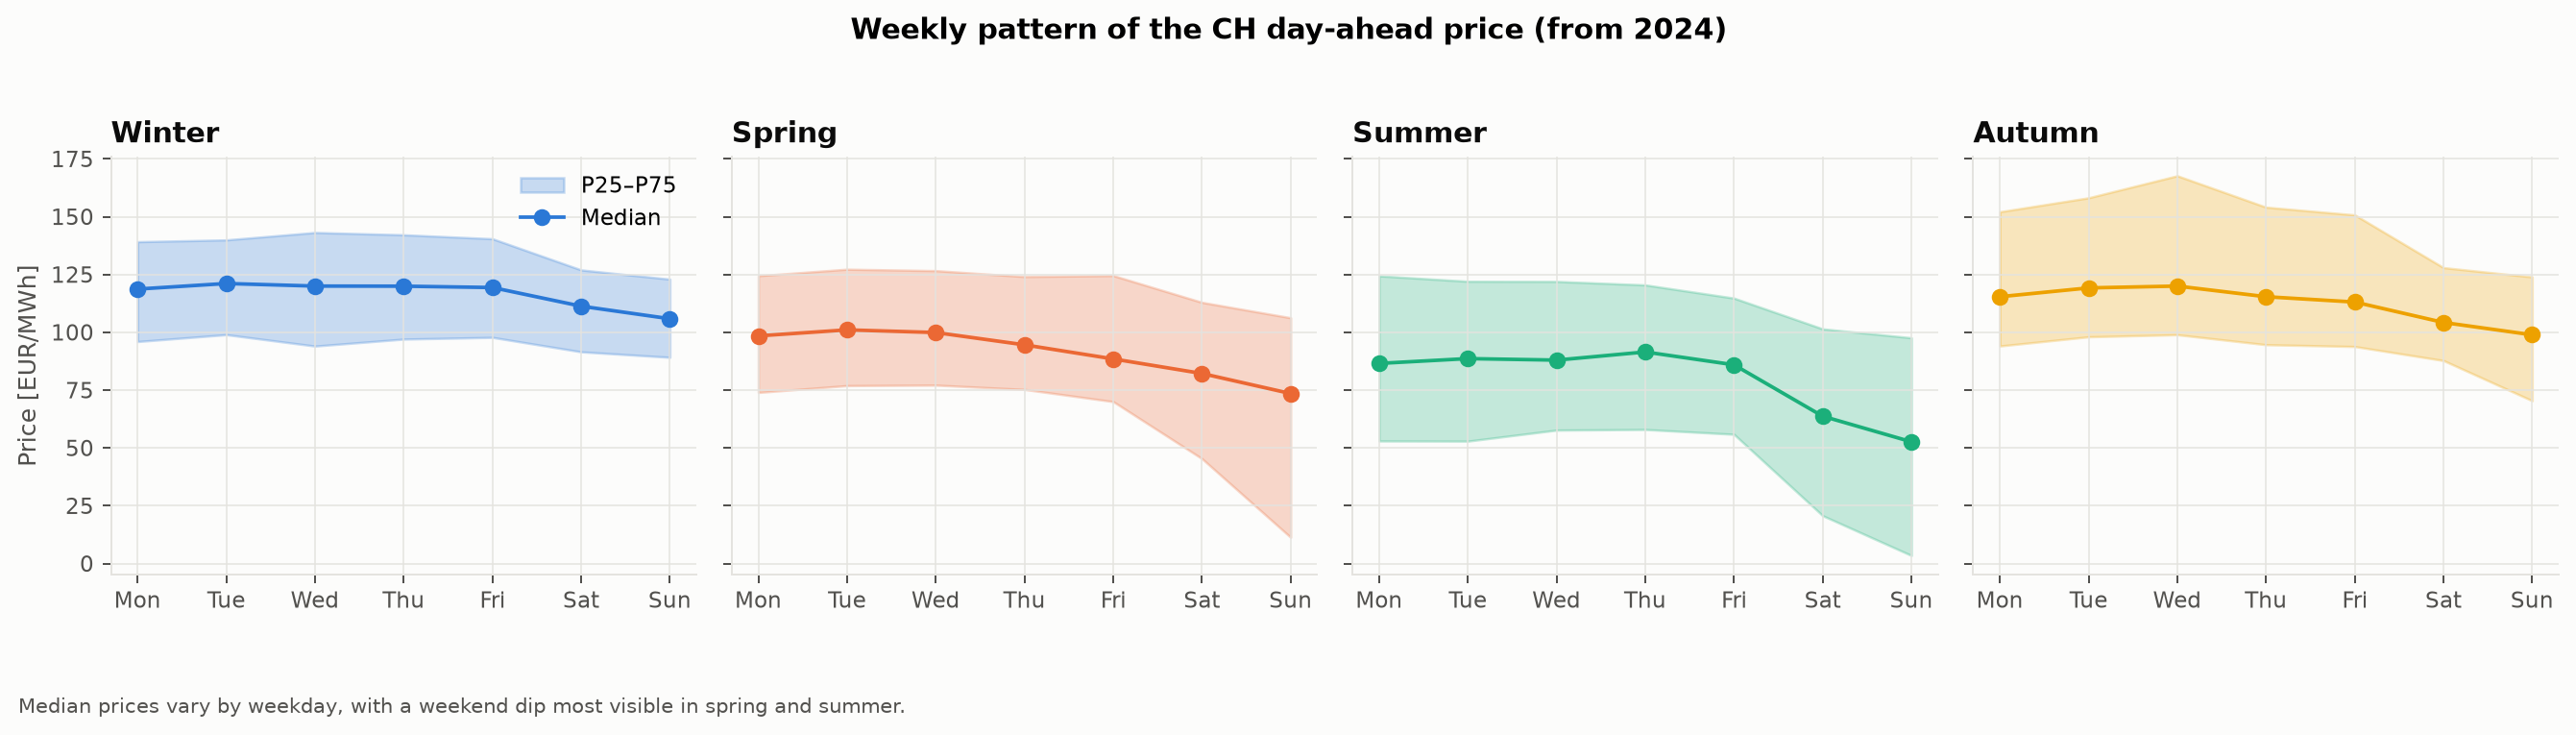 Weekly pattern of the CH day-ahead price (from 2024)
Winter
Spring
Summer
Autumn
Price [EUR/MWh]
175
150
125
100
75
50
25
0
P25–P75
Median
Mon Tue Wed Thu Fri Sat Sun
Mon Tue Wed Thu Fri Sat Sun
Mon Tue Wed Thu Fri Sat Sun
Mon Tue Wed Thu Fri Sat Sun
Median prices vary by weekday, with a weekend dip most visible in spring and summer.